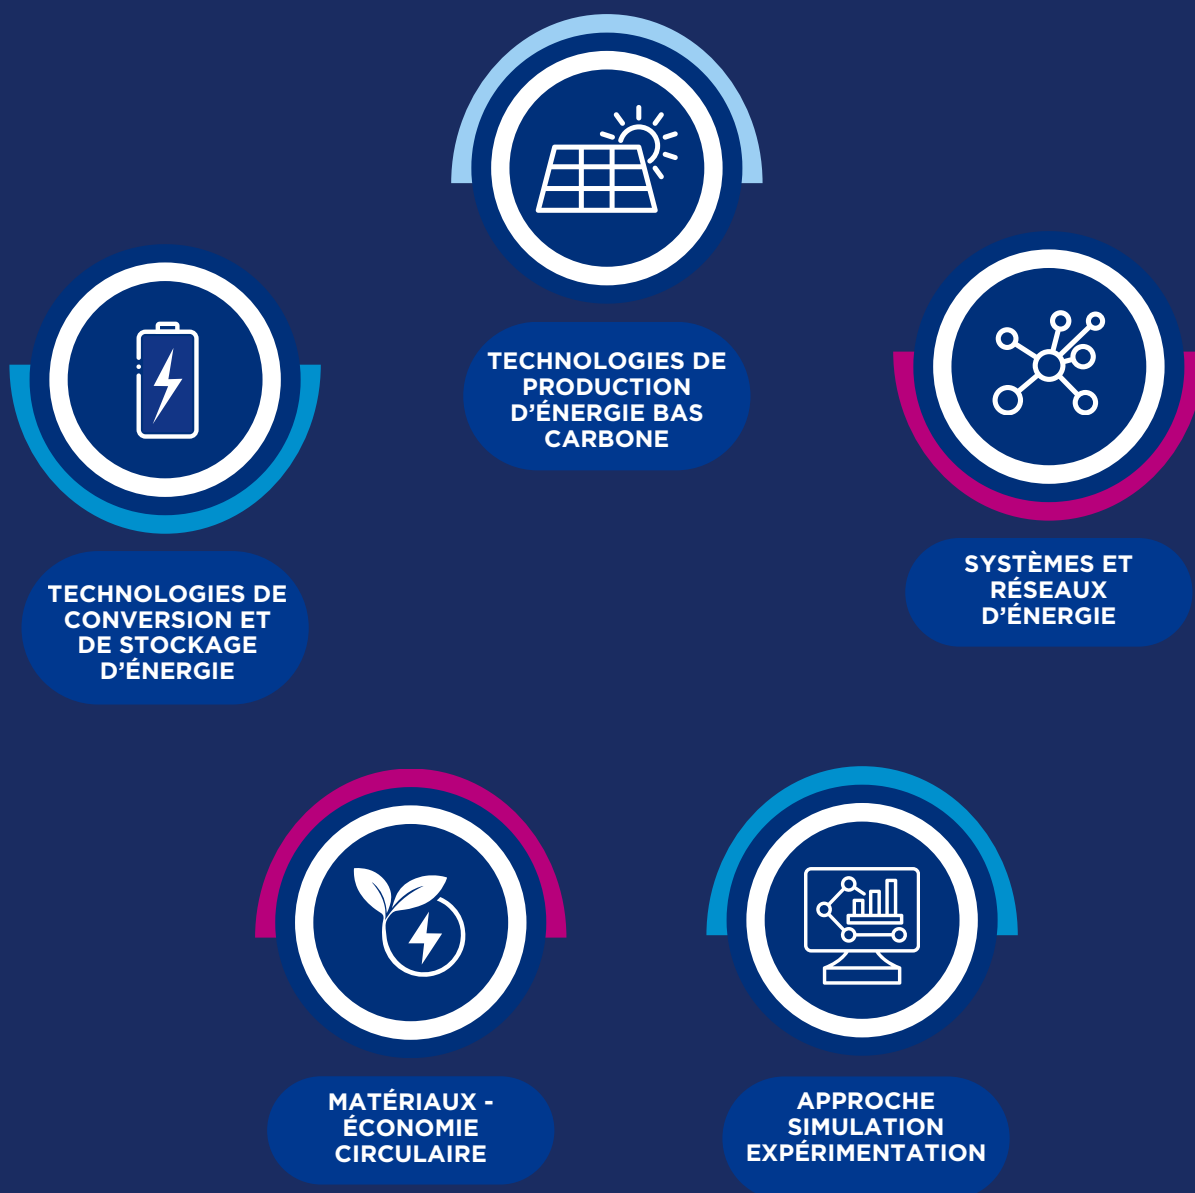 TECHNOLOGIES DE
PRODUCTION
D’ÉNERGIE BAS
CARBONE
TECHNOLOGIES DE
CONVERSION ET
DE STOCKAGE
D’ÉNERGIE
SYSTÈMES ET
RÉSEAUX
D’ÉNERGIE
MATÉRIAUX -
ÉCONOMIE
CIRCULAIRE
APPROCHE
SIMULATION
EXPÉRIMENTATION